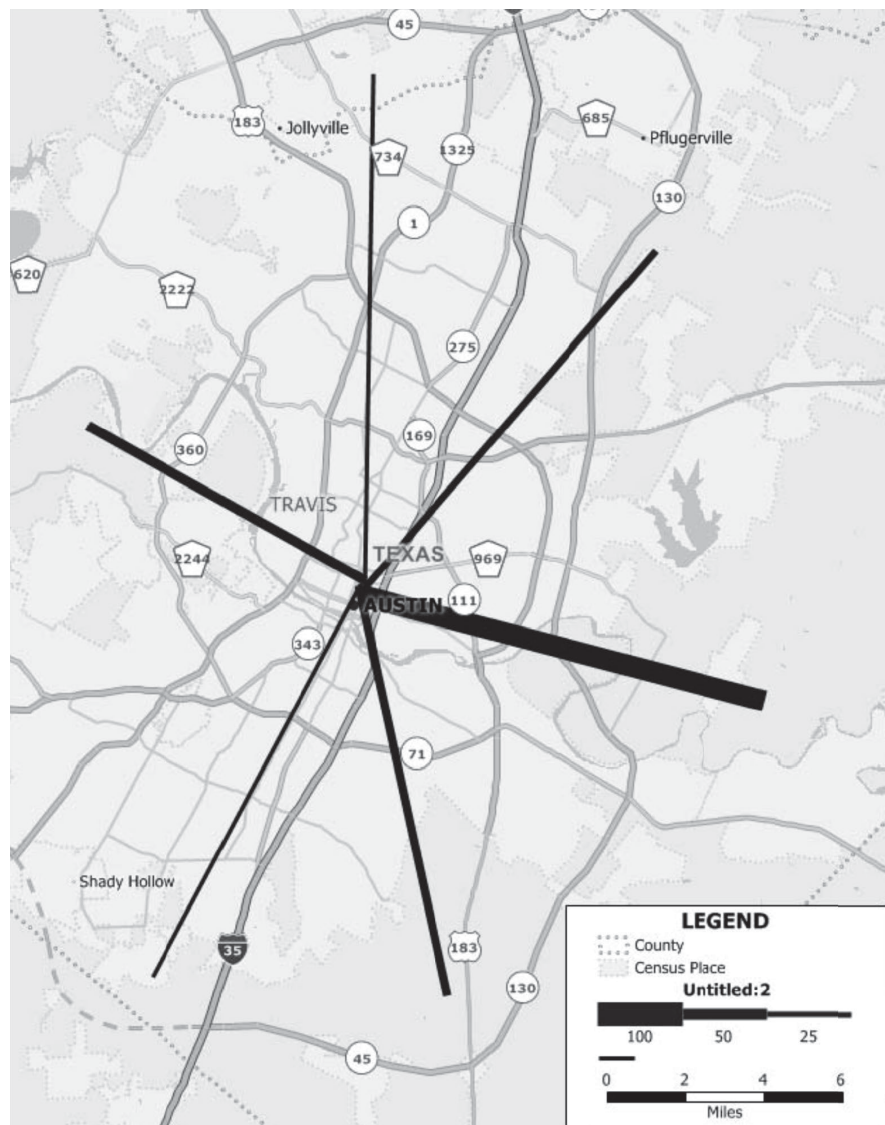 45
183
Jollyville
685
Pflugerville
734
1325
130
1
620
2222
275
360
169
TRAVIS
TEXAS
2244
969
AUSTIN
111
343
71
Shady Hollow
35
183
130
45
LEGEND
County
Census Place
Untitled:2
100 50 25
0 2 4 6
Miles